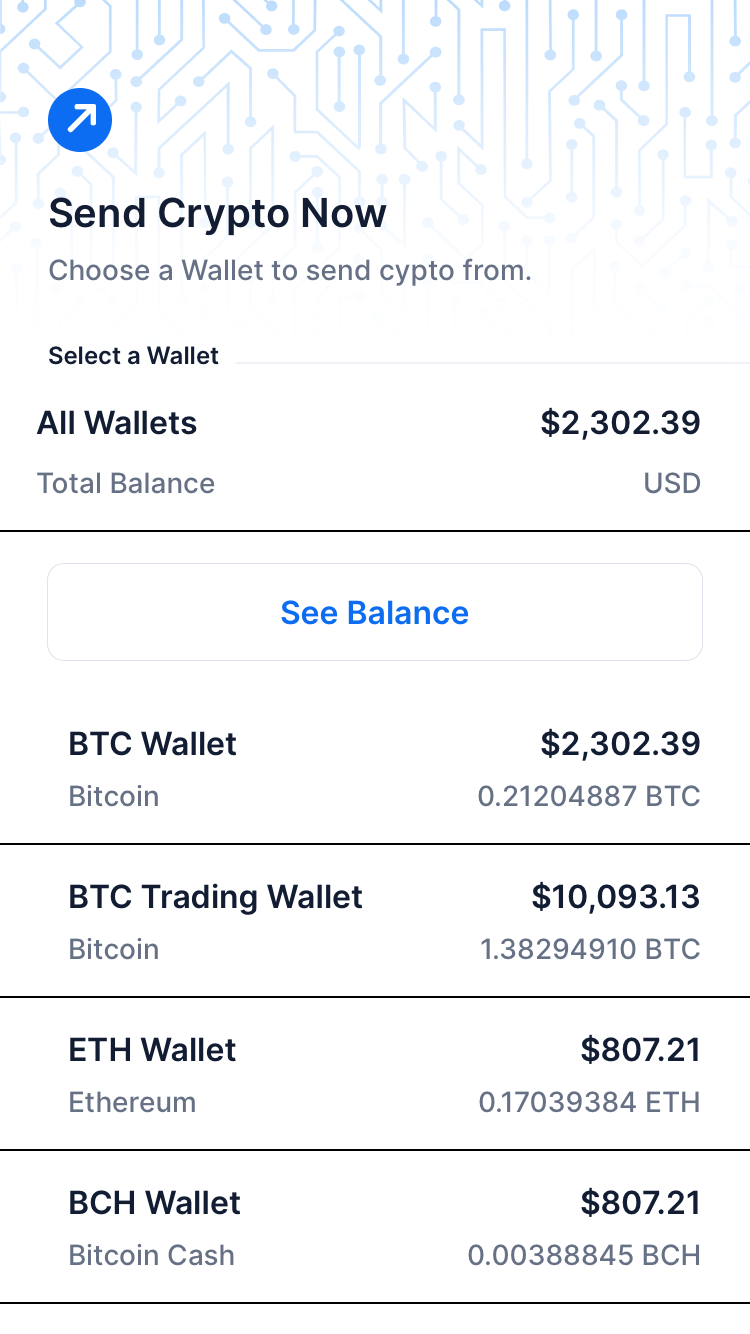 Send Crypto Now
Choose a Wallet to send cypto from.
Select a Wallet
All Wallets $2,302.39
Total Balance USD
See Balance
BTC Wallet $2,302.39
Bitcoin 0.21204887 BTC
BTC Trading Wallet $10,093.13
Bitcoin 1.38294910 BTC
ETH Wallet $807.21
Ethereum 0.17039384 ETH
BCH Wallet $807.21
Bitcoin Cash 0.00388845 BCH